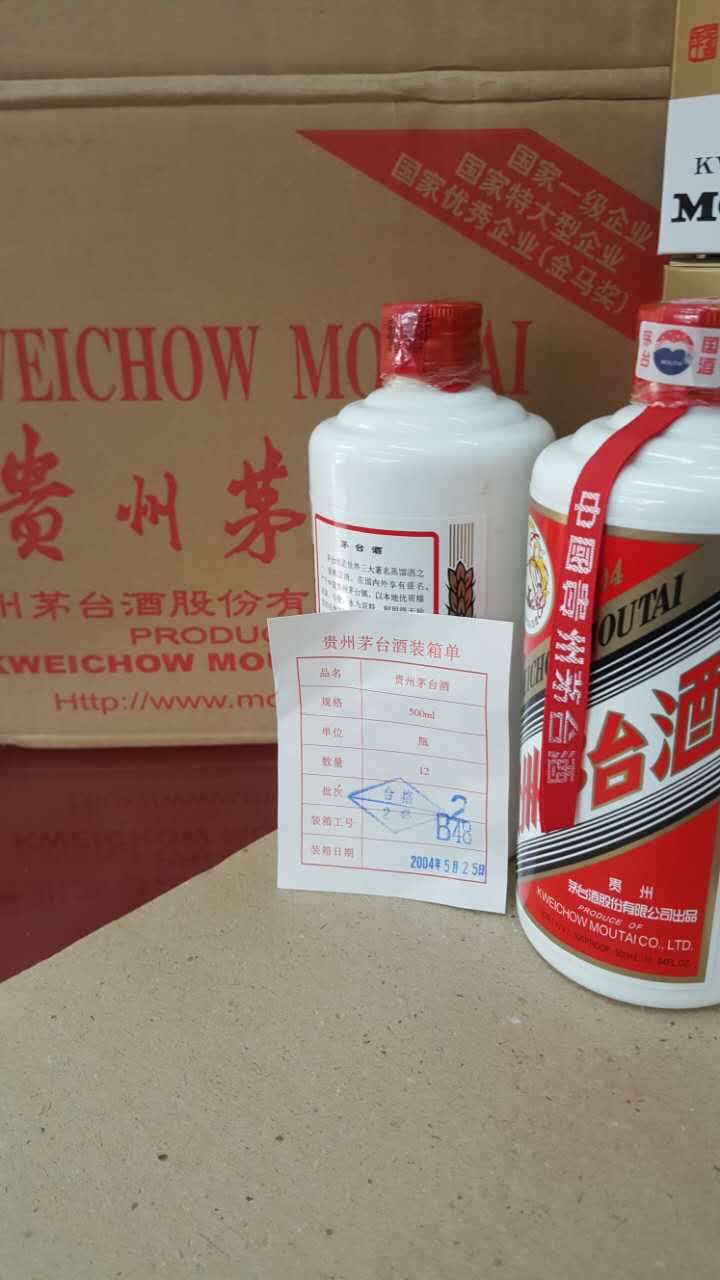 国家一级企业
国家特大型企业
国家优秀企业(金马奖)
KWEICHOW MOUTAI
贵州茅
州茅台酒股份有
PRODUC
KWEICHOW MOU
Http://www.mo
茅台酒
贵州茅台酒装箱单
品名 贵州茅台酒
规格 500ml
单位 瓶
数量 12
批次 2
装箱工号 B48
装箱日期 2004年5月25日
合格
国酒
茅台
MOUTAI
中國貴州茅台酒
MOUTAI
台酒
贵州
茅台酒股份有限公司出品
PRODUCE OF
KWEICHOW MOUTAI CO., LTD.